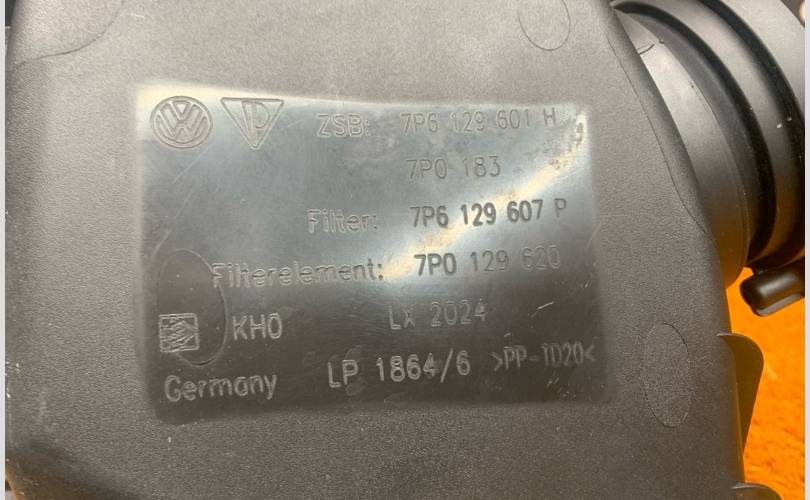 ZSB: 7P6 129 601 H
7P0 183
Filter: 7P6 129 607 P
Filterelement: 7P0 129 620
KH0 LX 2024
Germany LP 1864/6 >PP-TD20<